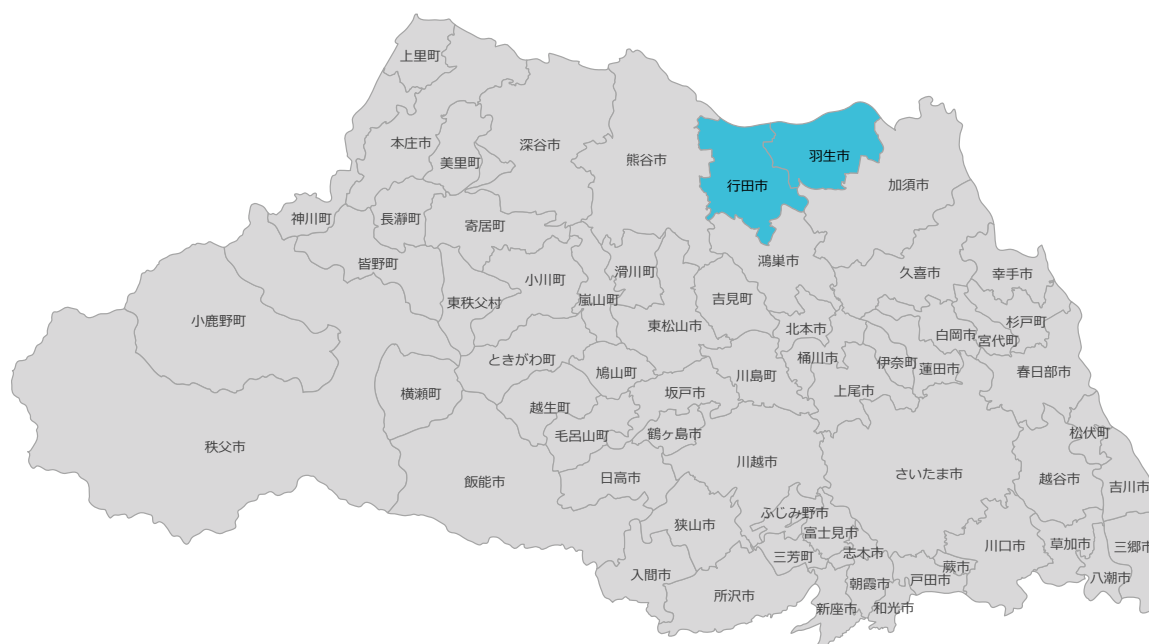 上里町
本庄市
美里町
深谷市
熊谷市
羽生市
行田市
加須市
神川町
長瀞町
寄居町
皆野町
小川町
滑川町
鴻巣市
久喜市
幸手市
嵐山町
吉見町
東秩父村
小鹿野町
東松山市
北本市
白岡市
杉戸町
宮代町
ときがわ町
鳩山町
川島町
桶川市
伊奈町
蓮田市
春日部市
横瀬町
坂戸市
上尾市
越生町
毛呂山町
鶴ヶ島市
松伏町
秩父市
飯能市
日高市
川越市
さいたま市
越谷市
吉川市
ふじみ野市
狭山市
富士見市
三芳町
志木市
川口市
草加市
三郷市
入間市
所沢市
朝霞市
蕨市
戸田市
八潮市
新座市
和光市